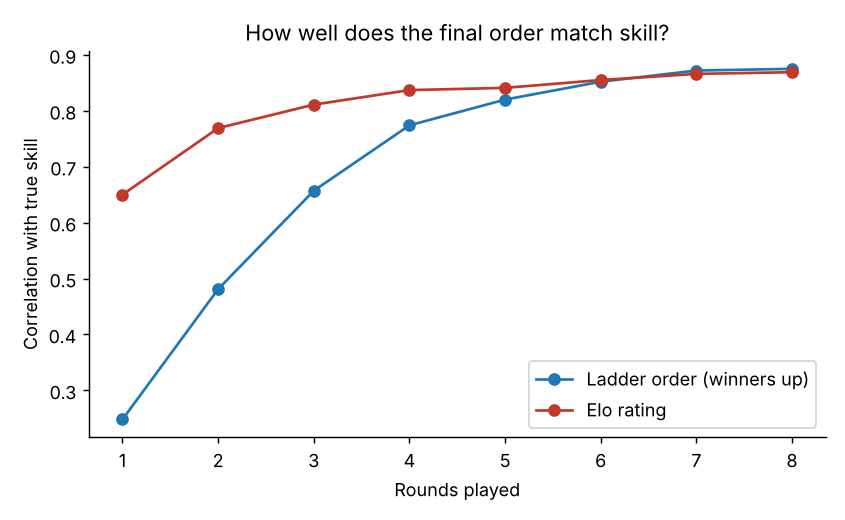 How well does the final order match skill?
Correlation with true skill
0.9
0.8
0.7
0.6
0.5
0.4
0.3
Ladder order (winners up)
Elo rating
1 2 3 4 5 6 7 8
Rounds played